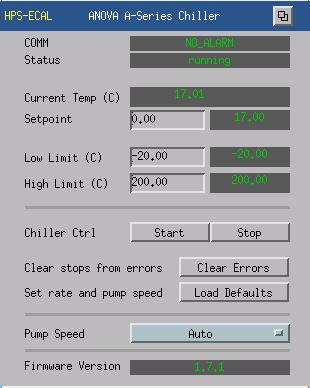 HPS-ECAL ANOVA A-Series Chiller
COMM NO_ALARM
Status running
Current Temp (C) 17.01
Setpoint 0.00 17.00
Low Limit (C) -20.00 -20.00
High Limit (C) 200.00 200.00
Chiller Ctrl Start Stop
Clear stops from errors Clear Errors
Set rate and pump speed Load Defaults
Pump Speed Auto
Firmware Version 1.7.1